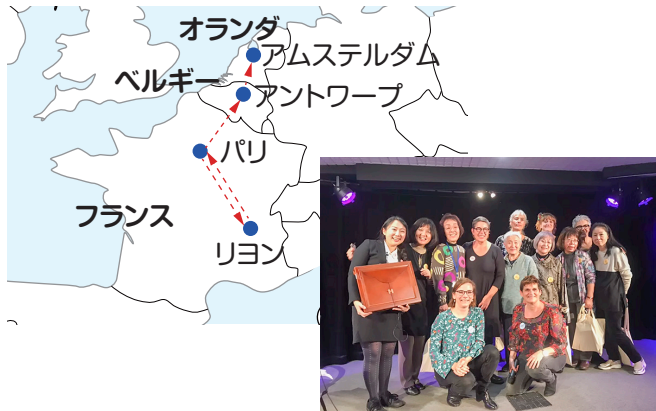 オランダ
アムステルダム
ベルギー
アントワープ
パリ
フランス
リヨン